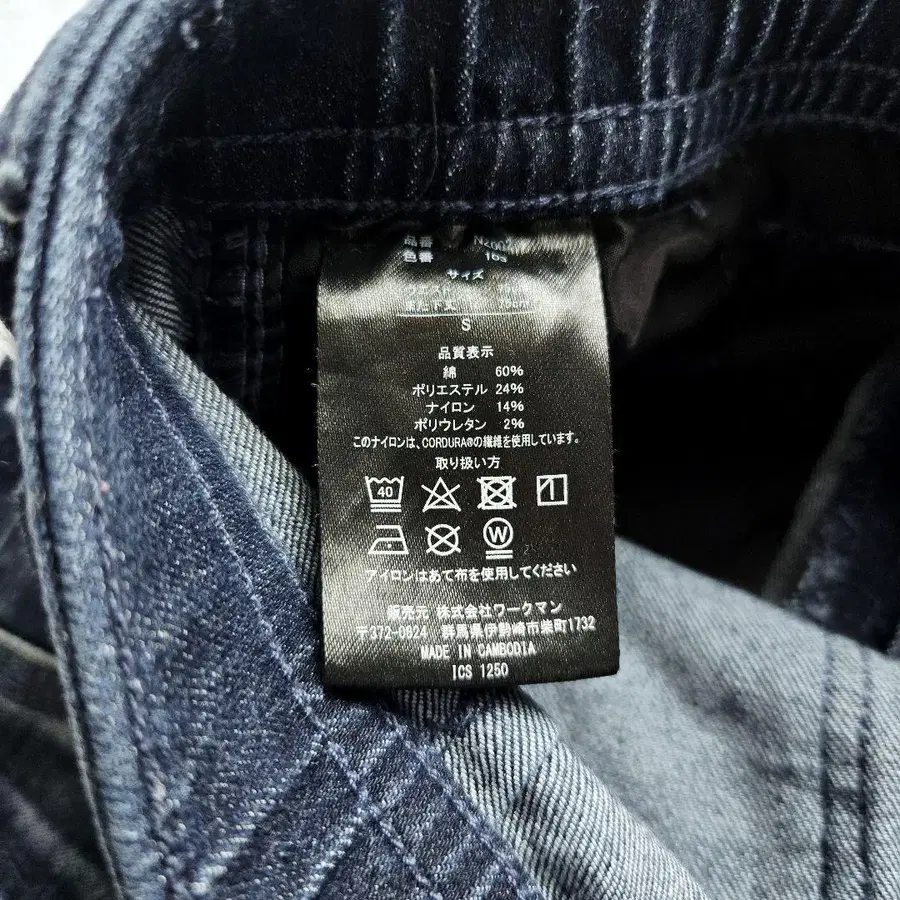 品番
色番
サイズ
S
品質表示
綿 60%
ポリエステル 24%
ナイロン 14%
ポリウレタン 2%
このナイロンは、CORDURA®の繊維を使用しています。
取り扱い方
40
W
アイロンはあて布を使用してください
販売元 株式会社ワークマン
〒372-0824 群馬県伊勢崎市柴町1732
MADE IN CAMBODIA
ICS 1250